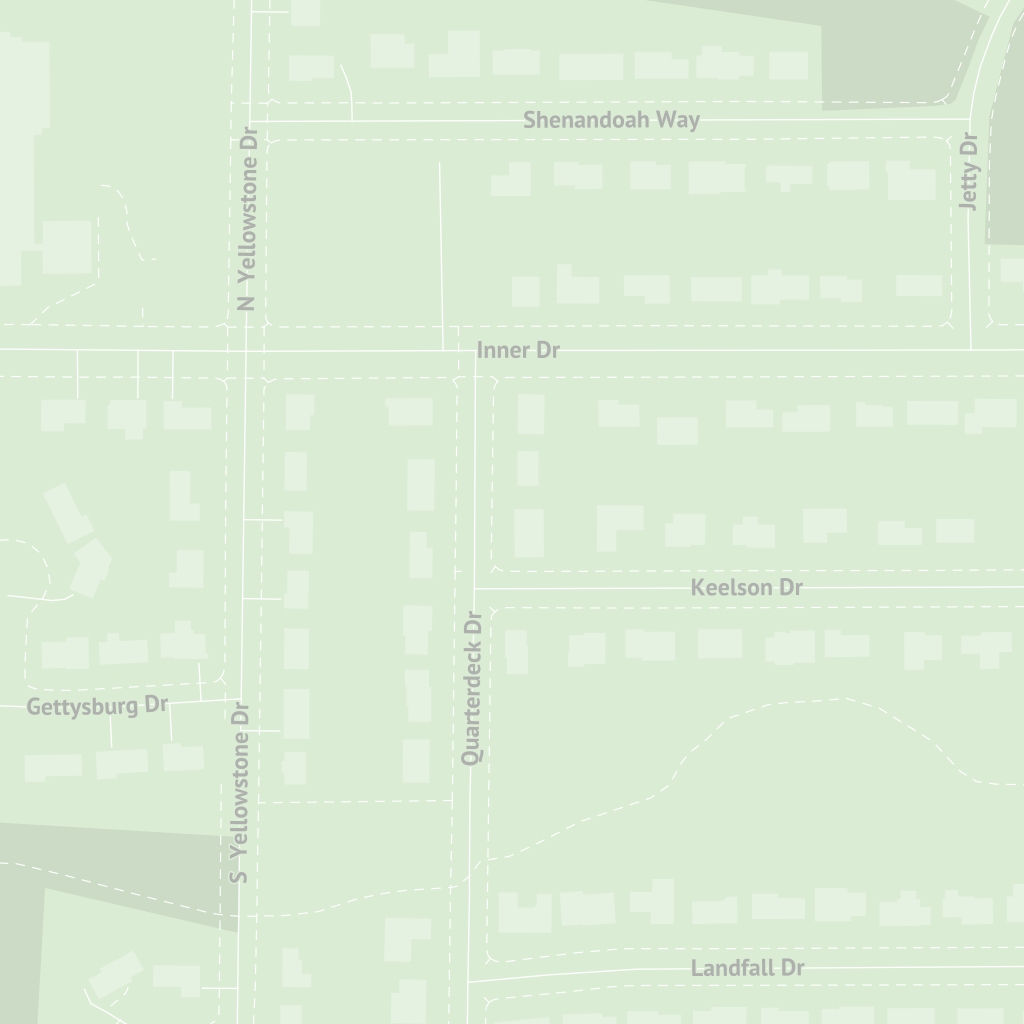 Shenandoah Way
N Yellowstone Dr
Jetty Dr
Inner Dr
Keelson Dr
Quarterdeck Dr
Gettysburg Dr
S Yellowstone Dr
Landfall Dr